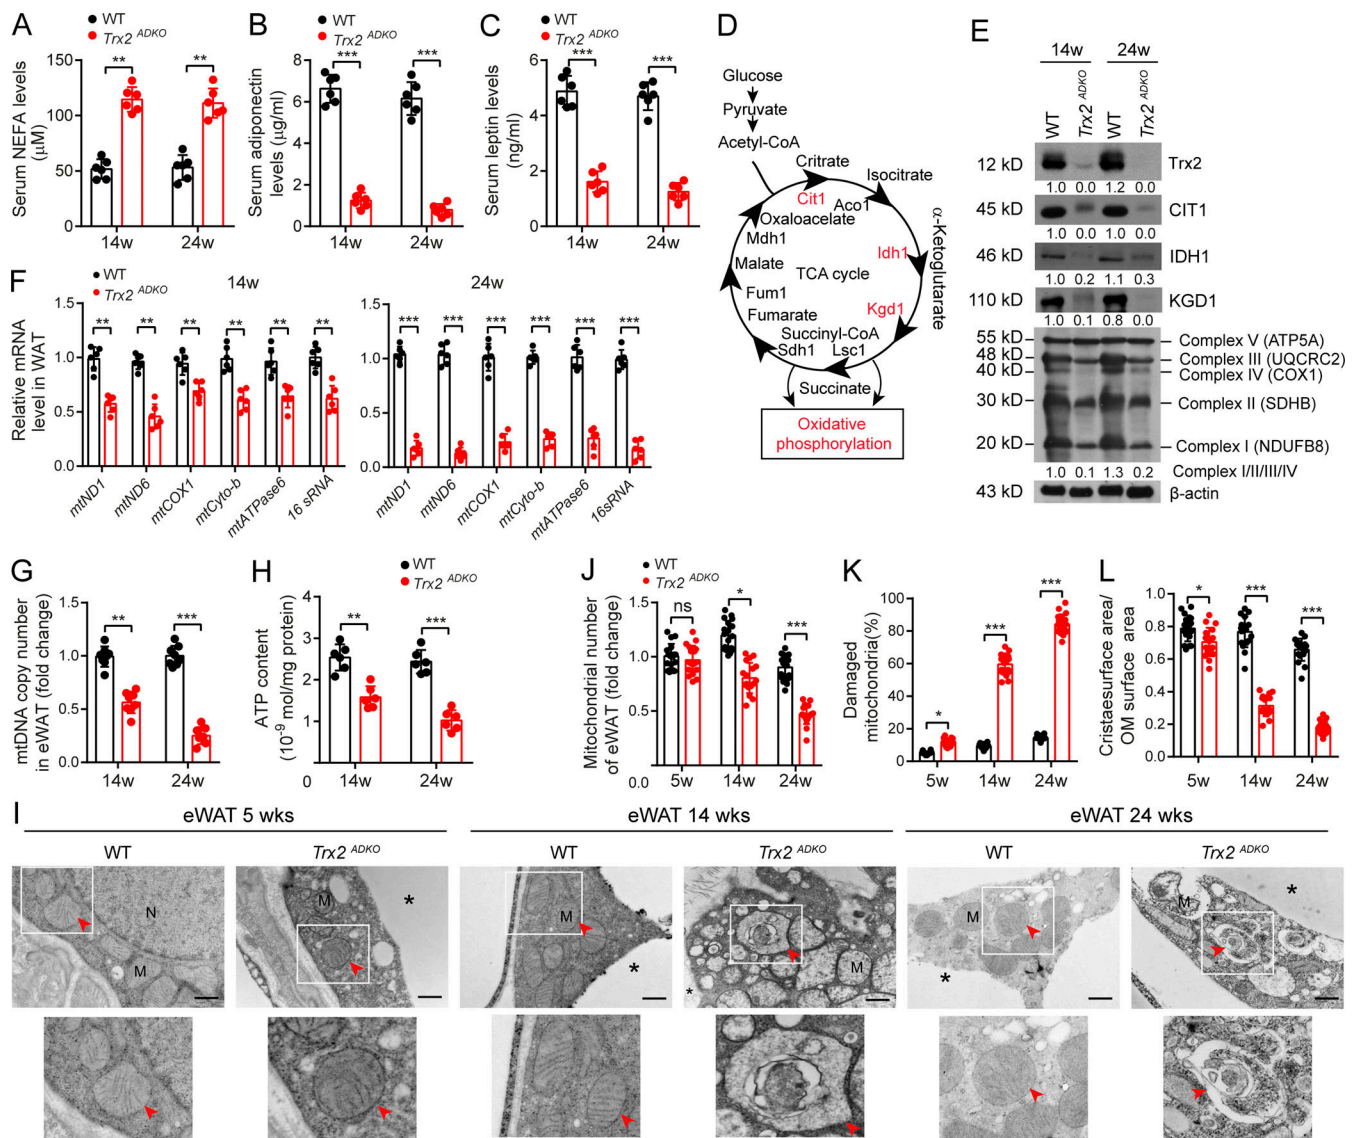 A
WT
Trx2 ADKO
Serum NEFA levels
(μM)
150
100
50
0
**
**
14w
24w
B
WT
Trx2 ADKO
Serum adiponectin
levels (μg/ml)
8
6
4
2
0
***
***
14w
24w
C
WT
Trx2 ADKO
Serum leptin levels
(ng/ml)
6
4
2
0
***
***
14w
24w
D
Glucose
Pyruvate
Acetyl-CoA
Critrate
Isocitrate
Cit1
Aco1
Oxaloacelate
Mdh1
Idh1
α-Ketoglutarate
Malate
TCA cycle
Fum1
Kgd1
Fumarate
Succinyl-CoA
Sdh1
Lsc1
Succinate
Oxidative
phosphorylation
E
14w
24w
WT
Trx2 ADKO
WT
Trx2 ADKO
12 kD
Trx2
1.0 0.0 1.2 0.0
45 kD
CIT1
1.0 0.0 1.0 0.0
46 kD
IDH1
1.0 0.2 1.1 0.3
110 kD
KGD1
1.0 0.1 0.8 0.0
55 kD
Complex V (ATP5A)
48 kD
Complex III (UQCRC2)
40 kD
Complex IV (COX1)
30 kD
Complex II (SDHB)
20 kD
Complex I (NDUFB8)
1.0 0.1 1.3 0.2 Complex I/II/III/IV
43 kD
β-actin
F
WT
Trx2 ADKO
14w
24w
Relative mRNA
level in WAT
1.5
1.0
0.5
0.0
** ** ** ** ** **
mtND1
mtND6
mtCOX1
mtCyto-b
mtATPase6
16 sRNA
1.5
1.0
0.5
0.0
*** *** *** *** *** ***
mtND1
mtND6
mtCOX1
mtCyto-b
mtATPase6
16sRNA
G
mtDNA copy number
in eWAT (fold change)
1.5
1.0
0.5
0.0
**
***
14w
24w
H
WT
Trx2 ADKO
ATP content
(10-9 mol/mg protein)
4
3
2
1
0
**
***
14w
24w
J
WT
Trx2 ADKO
Mitochondrial number
of eWAT (fold change)
1.5
1.0
0.5
0.0
ns
*
***
5w
14w
24w
K
Damaged
mitochondria(%)
100
80
60
40
20
0
*
***
***
5w
14w
24w
L
Cristaesurface area/
OM surface area
1.0
0.8
0.6
0.4
0.2
0.0
*
***
***
5w
14w
24w
I
eWAT 5 wks
eWAT 14 wks
eWAT 24 wks
WT
Trx2 ADKO
WT
Trx2 ADKO
WT
Trx2 ADKO
N
M
M
*
M
*
M
*
M
*
M
*